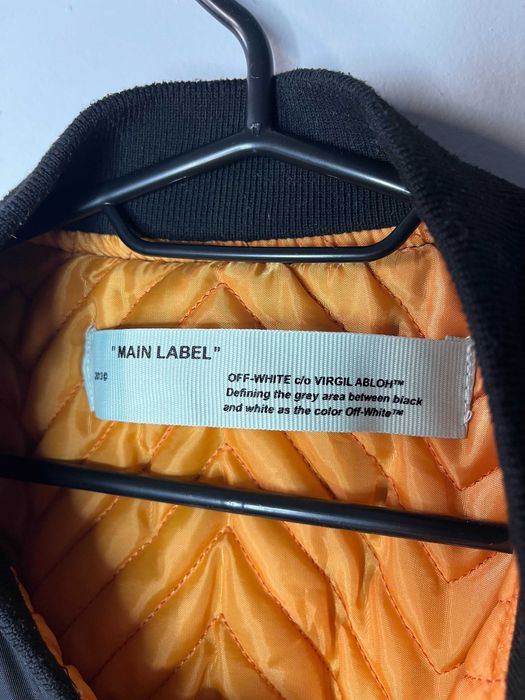 "MAIN LABEL"
2013©
OFF-WHITE c/o VIRGIL ABLOH™
Defining the grey area between black
and white as the color Off-White™